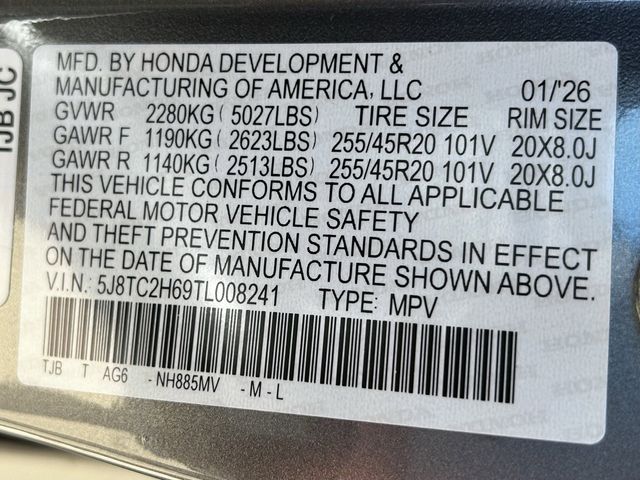 TJB JC
MFD. BY HONDA DEVELOPMENT &
MANUFACTURING OF AMERICA, LLC 01/'26
GVWR 2280KG ( 5027LBS) TIRE SIZE RIM SIZE
GAWR F 1190KG ( 2623LBS) 255/45R20 101V 20X8.0J
GAWR R 1140KG ( 2513LBS) 255/45R20 101V 20X8.0J
THIS VEHICLE CONFORMS TO ALL APPLICABLE
FEDERAL MOTOR VEHICLE SAFETY
AND THEFT PREVENTION STANDARDS IN EFFECT
ON THE DATE OF MANUFACTURE SHOWN ABOVE.
V.I.N.: 5J8TC2H69TL008241 TYPE: MPV
TJB T AG6 -NH885MV -M-L